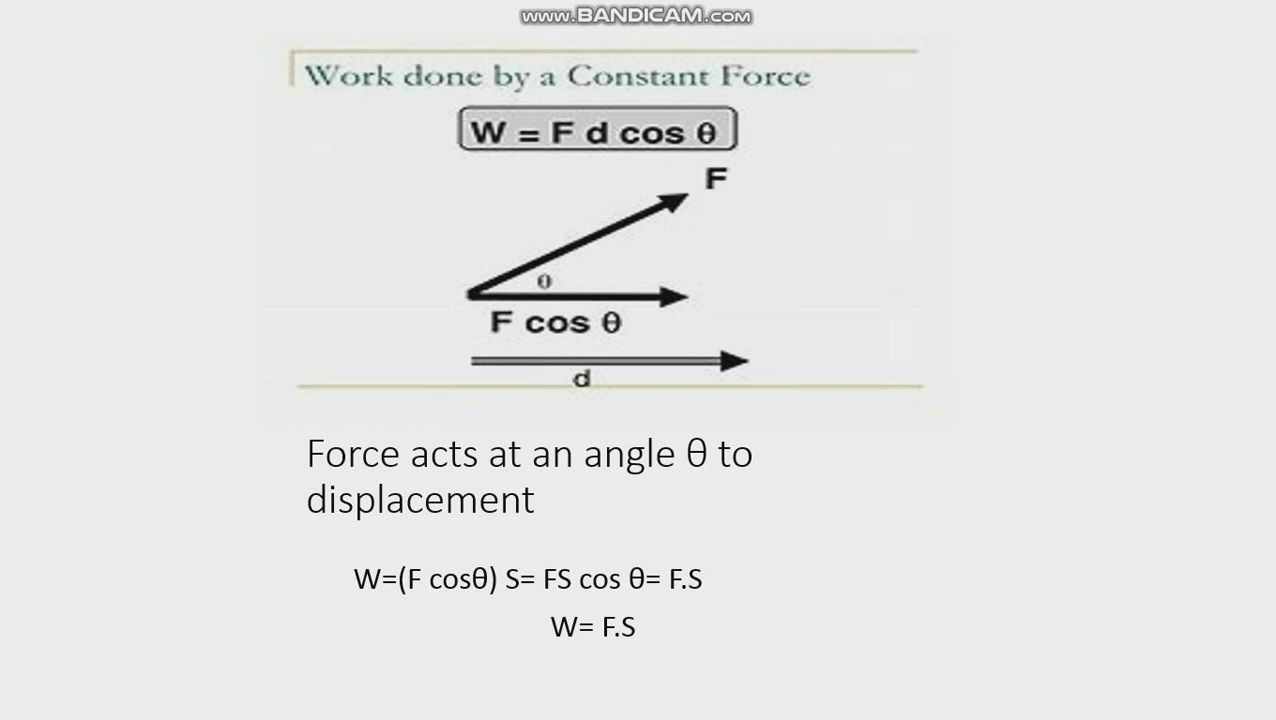 www.BANDICAM.com
Work done by a Constant Force
W = F d cos θ
F
θ
F cos θ
d
Force acts at an angle θ to
displacement
W=(F cosθ) S= FS cos θ= F.S
W= F.S